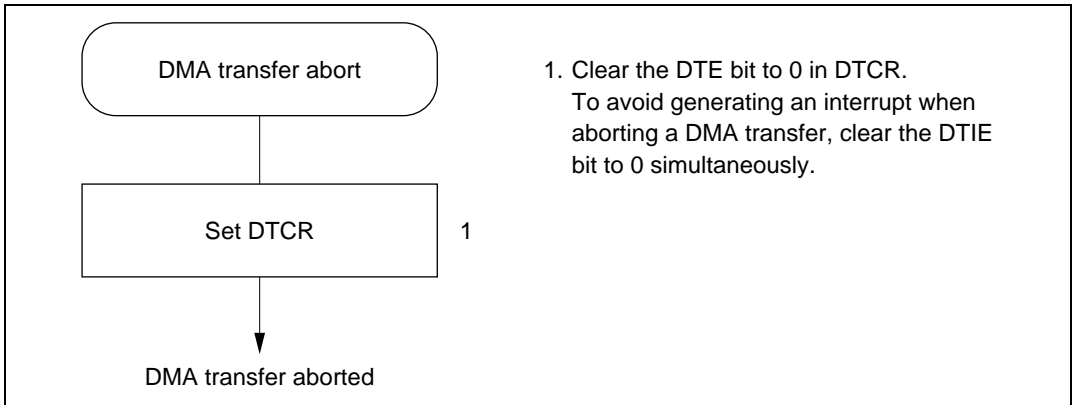 DMA transfer abort
Set DTCR
1
DMA transfer aborted
1. Clear the DTE bit to 0 in DTCR.
To avoid generating an interrupt when
aborting a DMA transfer, clear the DTIE
bit to 0 simultaneously.